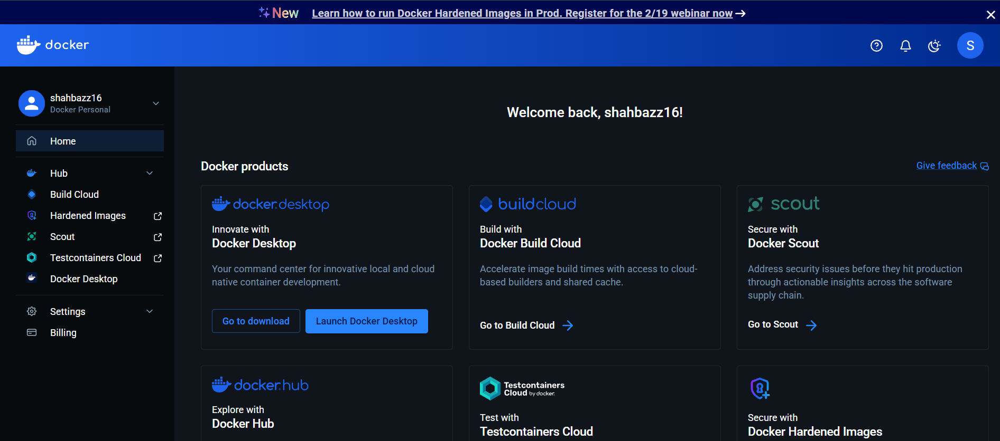 New Learn how to run Docker Hardened Images in Prod. Register for the 2/19 webinar now
docker
S
shahbazz16
Docker Personal
Home
Hub
Build Cloud
Hardened Images
Scout
Testcontainers Cloud
Docker Desktop
Settings
Billing
Welcome back, shahbazz16!
Docker products
Give feedback
docker.desktop
Innovate with
Docker Desktop
Your command center for innovative local and cloud
native container development.
Go to download
Launch Docker Desktop
buildcloud
Build with
Docker Build Cloud
Accelerate image build times with access to cloud-
based builders and shared cache.
Go to Build Cloud
scout
Secure with
Docker Scout
Address security issues before they hit production
through actionable insights across the software
supply chain.
Go to Scout
docker.hub
Explore with
Docker Hub
Testcontainers
Cloud by docker.
Test with
Testcontainers Cloud
Secure with
Docker Hardened Images